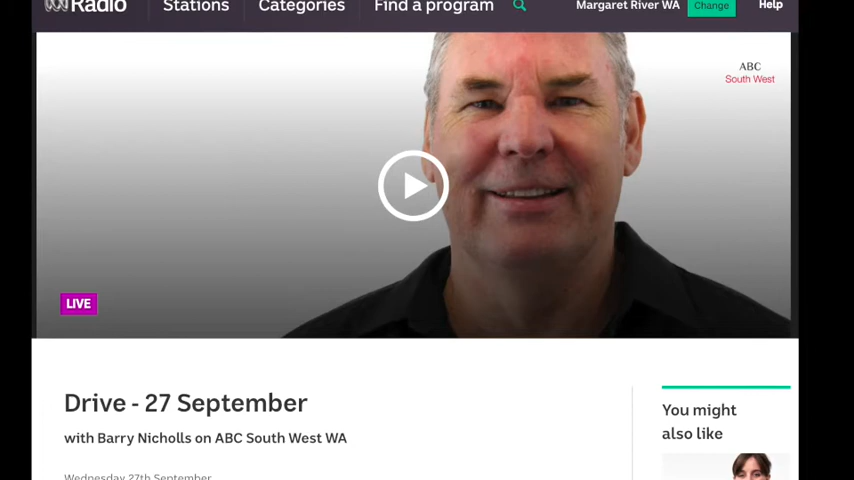 Radio Stations Categories Find a program Margaret River WA Change Help
ABC
South West
LIVE
Drive - 27 September
with Barry Nicholls on ABC South West WA
Wednesday 27th September
You might
also like